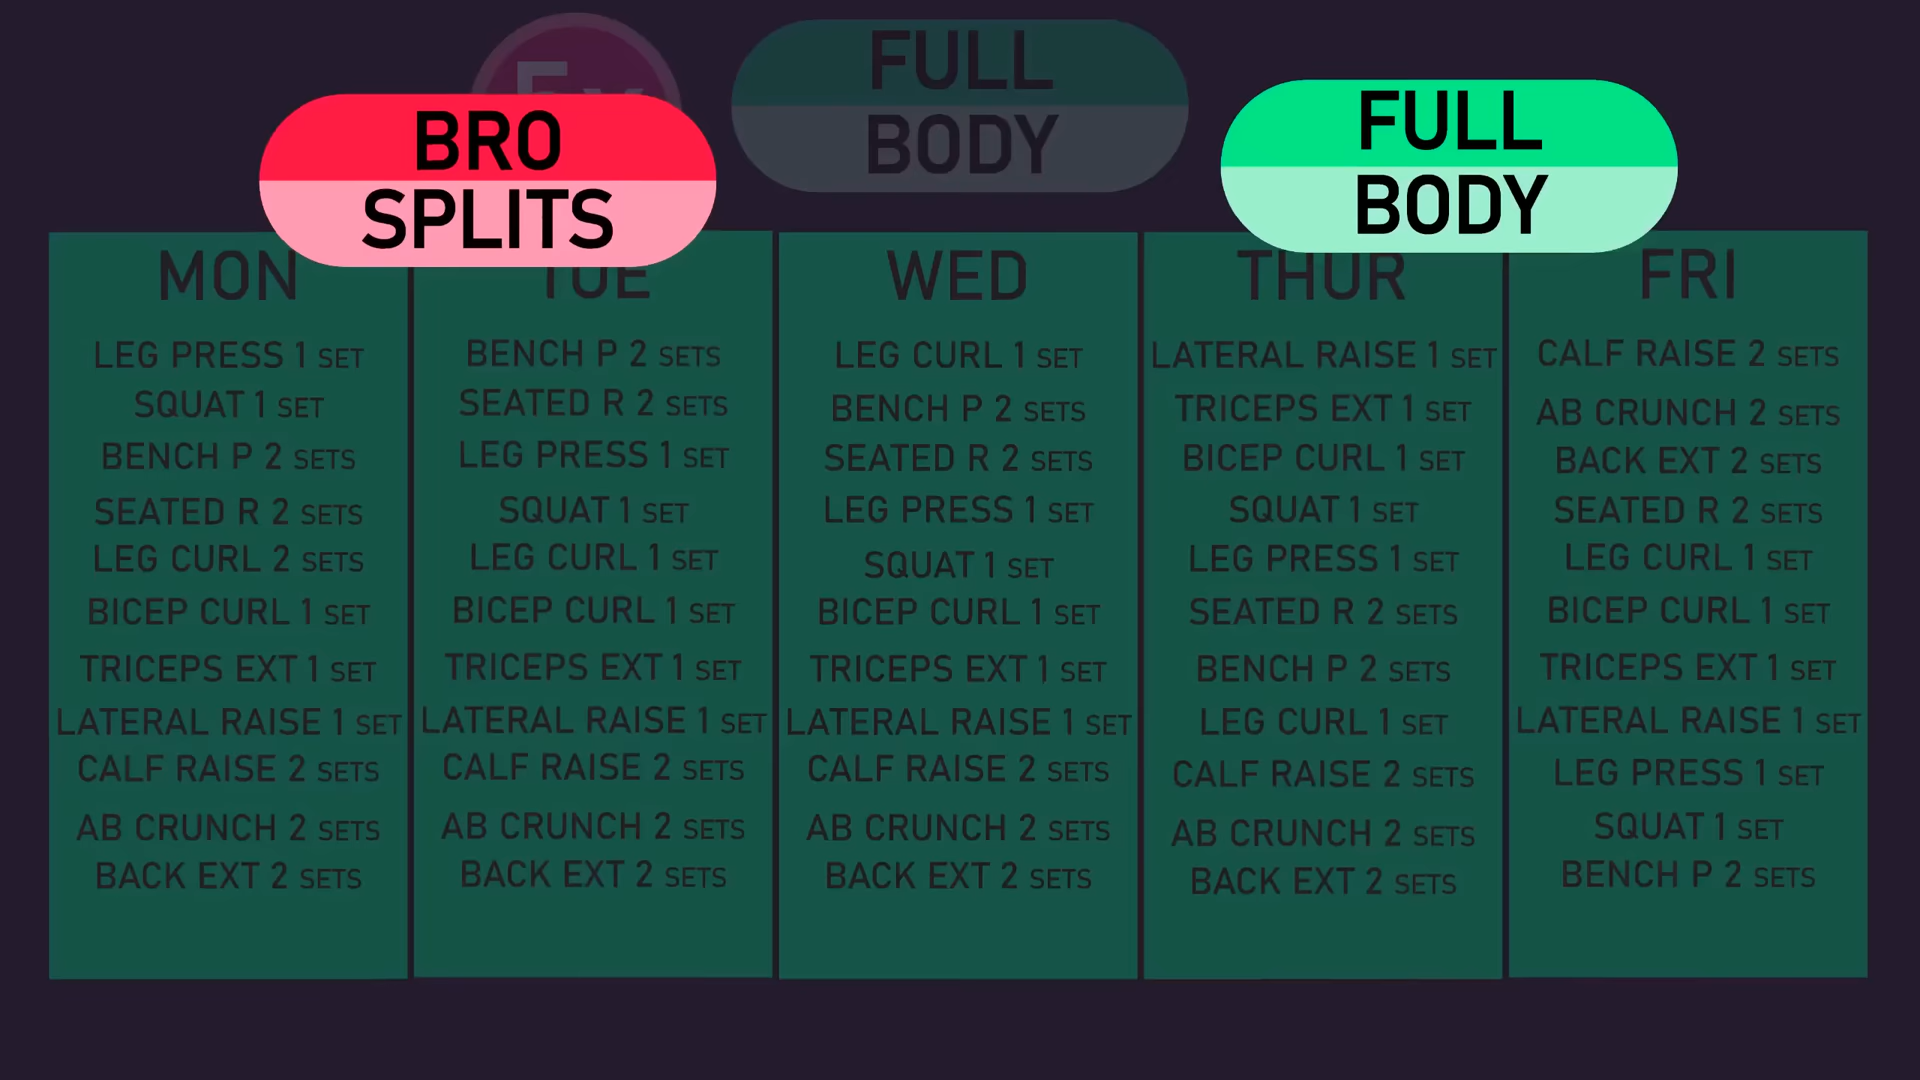 5x
FULL
BODY
BRO
SPLITS
FULL
BODY
MON
LEG PRESS 1 SET
SQUAT 1 SET
BENCH P 2 SETS
SEATED R 2 SETS
LEG CURL 2 SETS
BICEP CURL 1 SET
TRICEPS EXT 1 SET
LATERAL RAISE 1 SET
CALF RAISE 2 SETS
AB CRUNCH 2 SETS
BACK EXT 2 SETS
TUE
BENCH P 2 SETS
SEATED R 2 SETS
LEG PRESS 1 SET
SQUAT 1 SET
LEG CURL 1 SET
BICEP CURL 1 SET
TRICEPS EXT 1 SET
LATERAL RAISE 1 SET
CALF RAISE 2 SETS
AB CRUNCH 2 SETS
BACK EXT 2 SETS
WED
LEG CURL 1 SET
BENCH P 2 SETS
SEATED R 2 SETS
LEG PRESS 1 SET
SQUAT 1 SET
BICEP CURL 1 SET
TRICEPS EXT 1 SET
LATERAL RAISE 1 SET
CALF RAISE 2 SETS
AB CRUNCH 2 SETS
BACK EXT 2 SETS
THUR
LATERAL RAISE 1 SET
TRICEPS EXT 1 SET
BICEP CURL 1 SET
SQUAT 1 SET
LEG PRESS 1 SET
SEATED R 2 SETS
BENCH P 2 SETS
LEG CURL 1 SET
CALF RAISE 2 SETS
AB CRUNCH 2 SETS
BACK EXT 2 SETS
FRI
CALF RAISE 2 SETS
AB CRUNCH 2 SETS
BACK EXT 2 SETS
SEATED R 2 SETS
LEG CURL 1 SET
BICEP CURL 1 SET
TRICEPS EXT 1 SET
LATERAL RAISE 1 SET
LEG PRESS 1 SET
SQUAT 1 SET
BENCH P 2 SETS